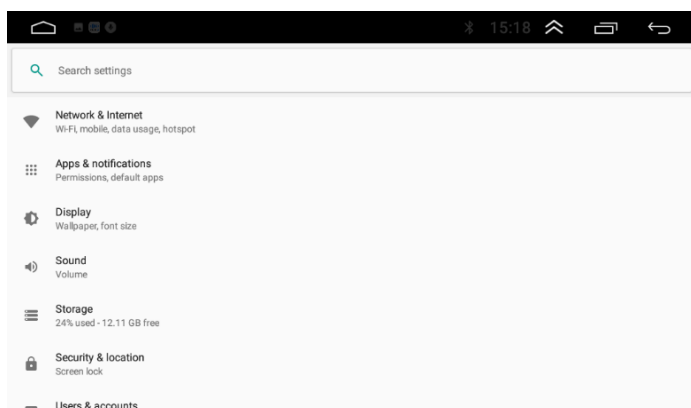 15:18
Search settings
Network & Internet
Wi-Fi, mobile, data usage, hotspot
Apps & notifications
Permissions, default apps
Display
Wallpaper, font size
Sound
Volume
Storage
24% used - 12.11 GB free
Security & location
Screen lock
Users & accounts